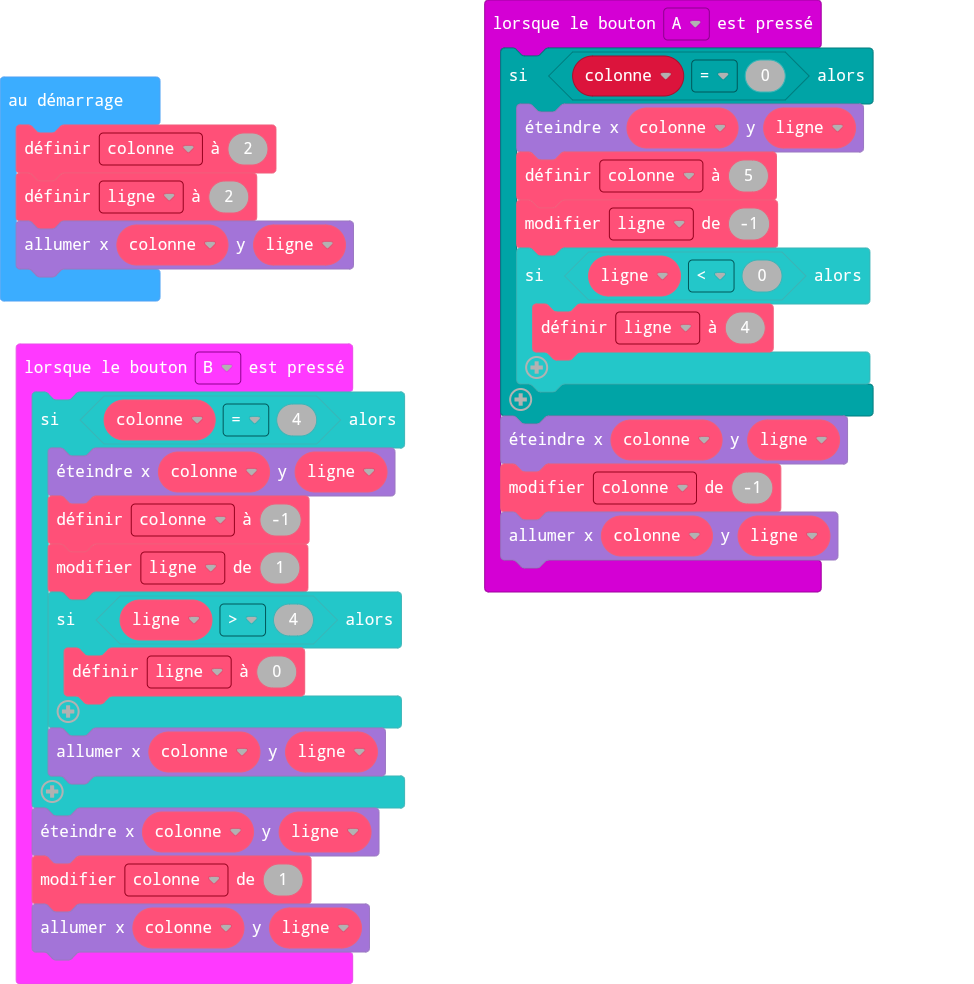 au démarrage
définir colonne à 2
définir ligne à 2
allumer x colonne y ligne
lorsque le bouton B est pressé
si colonne = 4 alors
éteindre x colonne y ligne
définir colonne à -1
modifier ligne de 1
si ligne > 4 alors
définir ligne à 0
allumer x colonne y ligne
éteindre x colonne y ligne
modifier colonne de 1
allumer x colonne y ligne
lorsque le bouton A est pressé
si colonne = 0 alors
éteindre x colonne y ligne
définir colonne à 5
modifier ligne de -1
si ligne < 0 alors
définir ligne à 4
éteindre x colonne y ligne
modifier colonne de -1
allumer x colonne y ligne